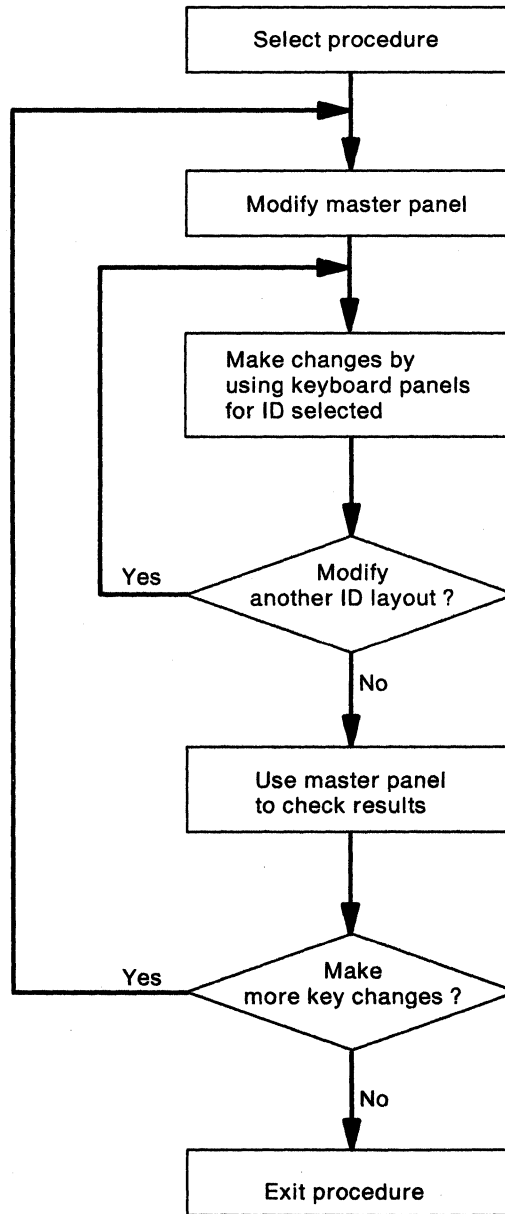 Select procedure
Modify master panel
Make changes by
using keyboard panels
for ID selected
Modify
another ID layout ?
Yes
No
Use master panel
to check results
Make
more key changes ?
Yes
No
Exit procedure